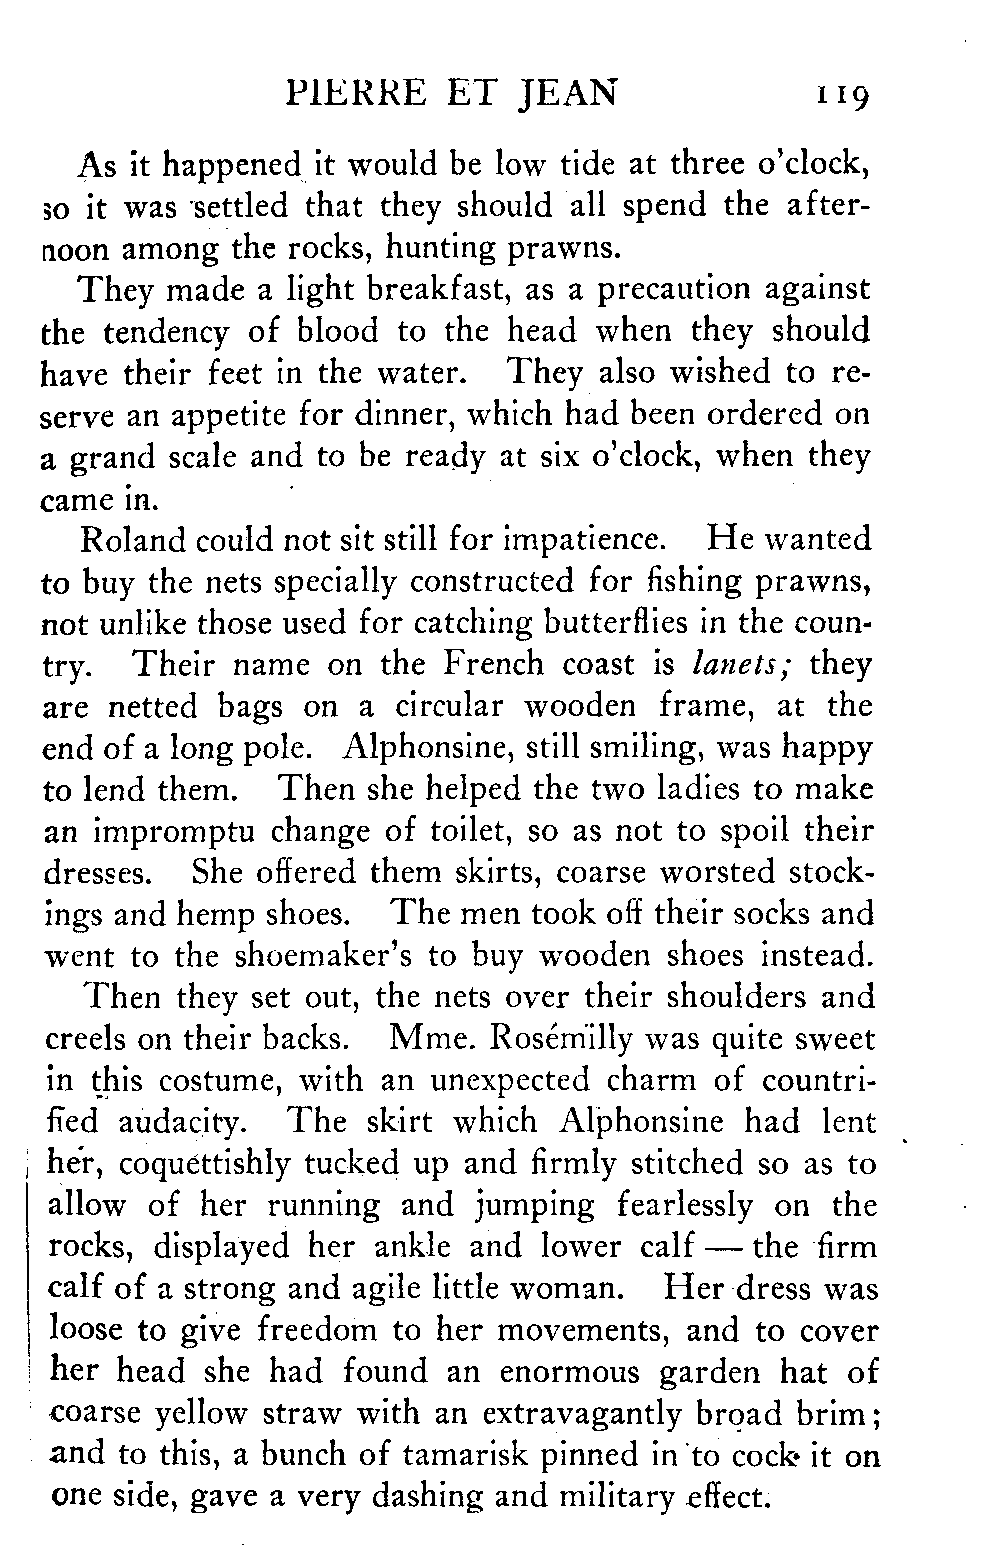 PIERRE ET JEAN 119
As it happened it would be low tide at three o'clock,
so it was settled that they should all spend the after-
noon among the rocks, hunting prawns.
They made a light breakfast, as a precaution against
the tendency of blood to the head when they should
have their feet in the water. They also wished to re-
serve an appetite for dinner, which had been ordered on
a grand scale and to be ready at six o'clock, when they
came in.
Roland could not sit still for impatience. He wanted
to buy the nets specially constructed for fishing prawns,
not unlike those used for catching butterflies in the coun-
try. Their name on the French coast is lanets; they
are netted bags on a circular wooden frame, at the
end of a long pole. Alphonsine, still smiling, was happy
to lend them. Then she helped the two ladies to make
an impromptu change of toilet, so as not to spoil their
dresses. She offered them skirts, coarse worsted stock-
ings and hemp shoes. The men took off their socks and
went to the shoemaker's to buy wooden shoes instead.
Then they set out, the nets over their shoulders and
creels on their backs. Mme. Rosémilly was quite sweet
in this costume, with an unexpected charm of countri-
fied audacity. The skirt which Alphonsine had lent
her, coquettishly tucked up and firmly stitched so as to
allow of her running and jumping fearlessly on the
rocks, displayed her ankle and lower calf — the firm
calf of a strong and agile little woman. Her dress was
loose to give freedom to her movements, and to cover
her head she had found an enormous garden hat of
coarse yellow straw with an extravagantly broad brim;
and to this, a bunch of tamarisk pinned in to cock it on
one side, gave a very dashing and military effect.